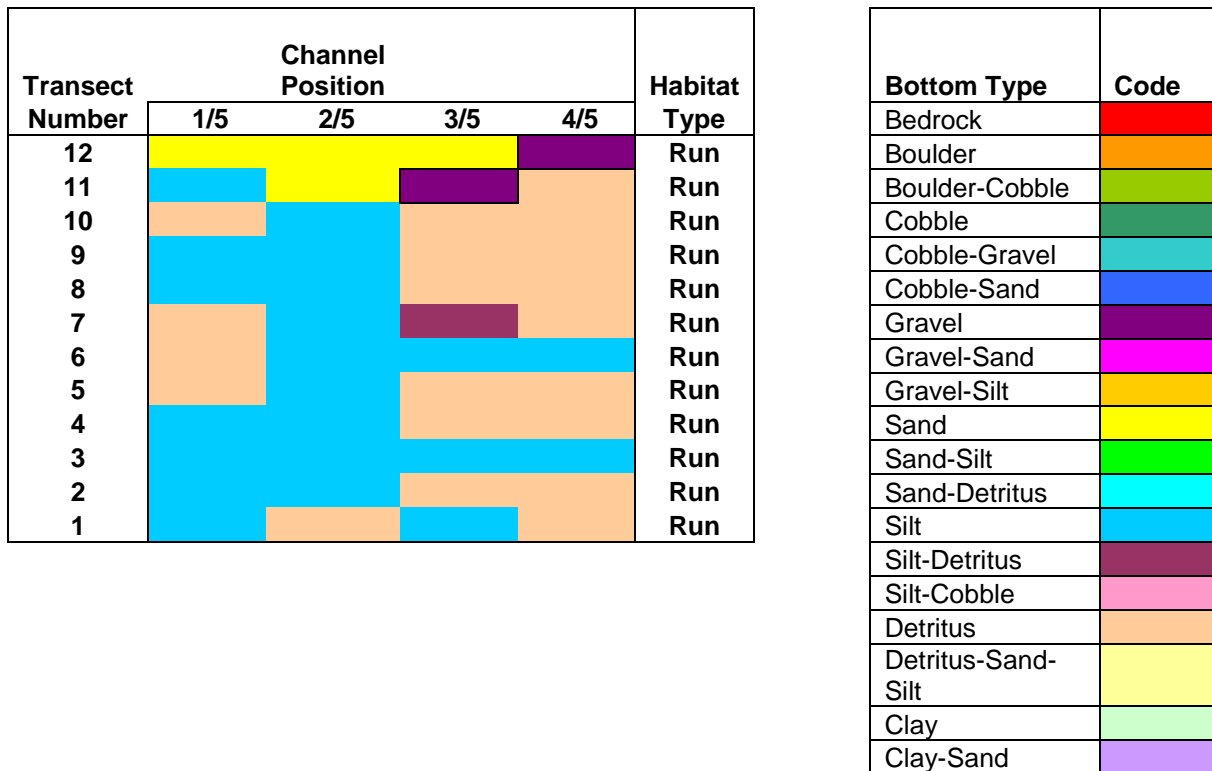 Channel
Transect Position Habitat
Number 1/5 2/5 3/5 4/5 Type
12 Run
11 Run
10 Run
9 Run
8 Run
7 Run
6 Run
5 Run
4 Run
3 Run
2 Run
1 Run
Bottom Type Code
Bedrock
Boulder
Boulder-Cobble
Cobble
Cobble-Gravel
Cobble-Sand
Gravel
Gravel-Sand
Gravel-Silt
Sand
Sand-Silt
Sand-Detritus
Silt
Silt-Detritus
Silt-Cobble
Detritus
Detritus-Sand-
Silt
Clay
Clay-Sand